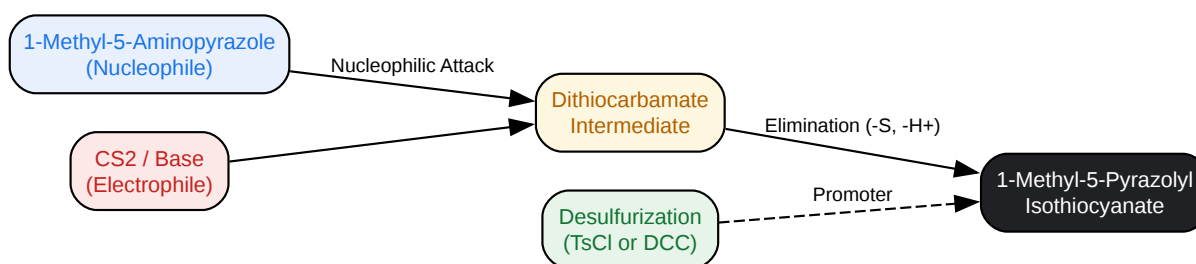 1-Methyl-5-Aminopyrazole
(Nucleophile)
Nucleophilic Attack
CS2 / Base
(Electrophile)
Dithiocarbamate
Intermediate
Elimination (-S, -H+)
Desulfurization
(TsCl or DCC)
Promoter
1-Methyl-5-Pyrazolyl
Isothiocyanate